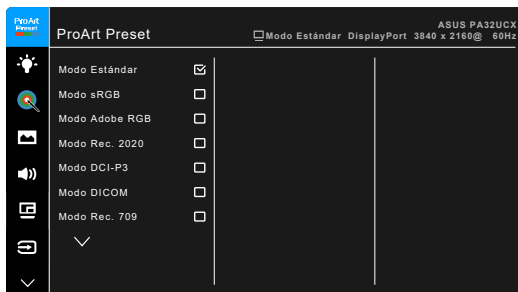 ProArt
Preset
ProArt Preset
ASUS PA32UCX
Modo Estándar DisplayPort 3840 x 2160@ 60Hz
Modo Estándar
Modo sRGB
Modo Adobe RGB
Modo Rec. 2020
Modo DCI-P3
Modo DICOM
Modo Rec. 709